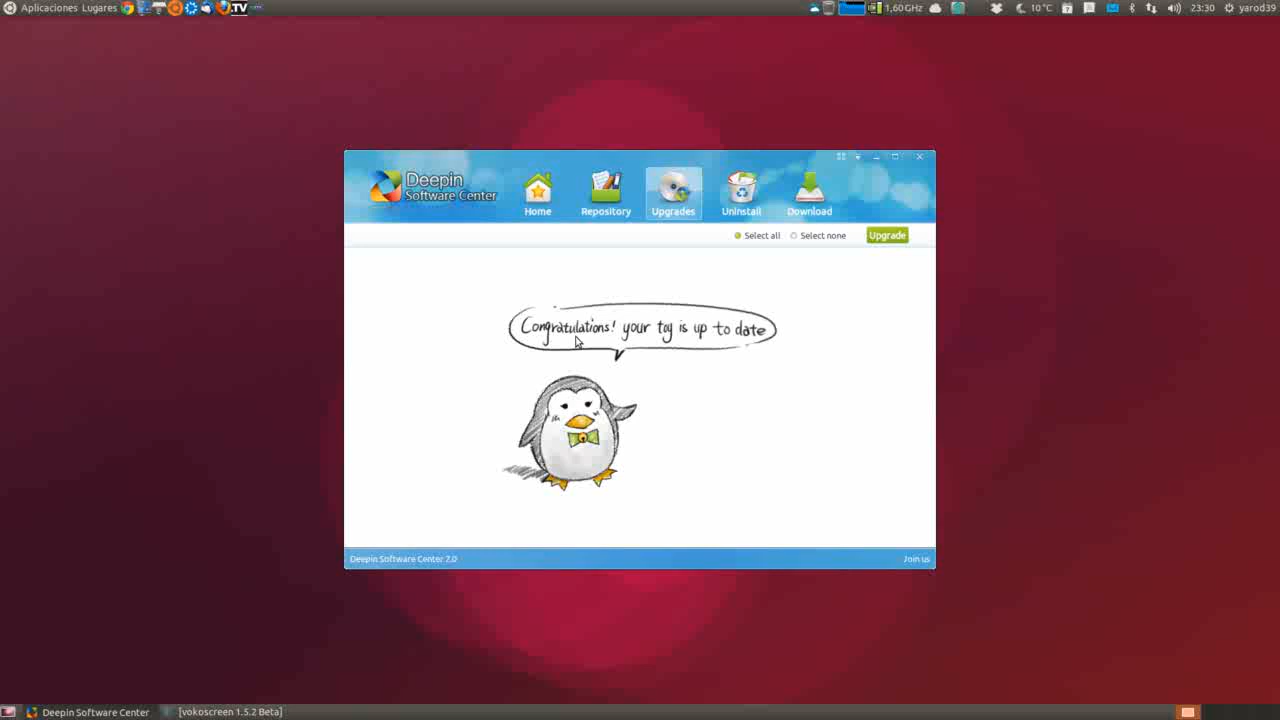 Aplicaciones Lugares
TV
1,60GHz
10 °C
23:30
yarod39
Deepin
Software Center
Home
Repository
Upgrades
Uninstall
Download
Select all
Select none
Upgrade
Congratulations! your toy is up to date
Deepin Software Center 2.0
Join us
Deepin Software Center
[vokoscreen 1.5.2 Beta]